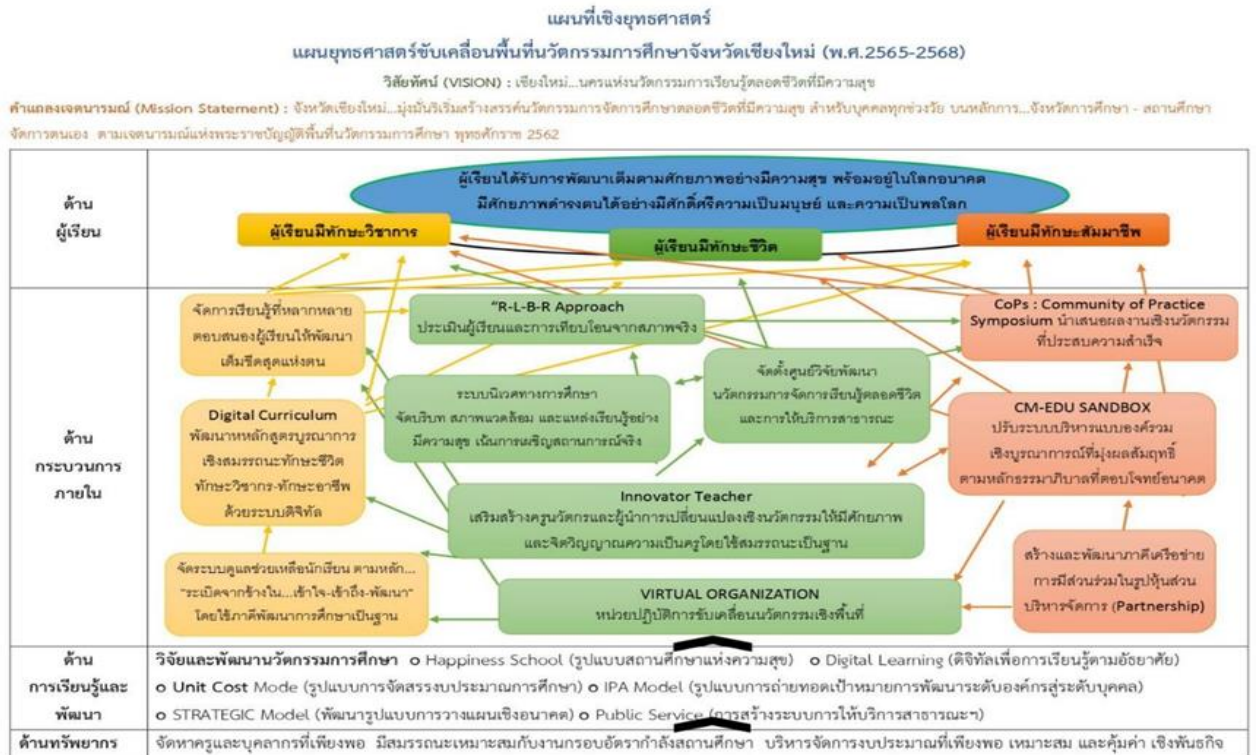 แผนที่เชิงยุทธศาสตร์
แผนยุทธศาสตร์ขับเคลื่อนพื้นที่นวัตกรรมการศึกษาจังหวัดเชียงใหม่ (พ.ศ.2565-2568)
วิสัยทัศน์ (VISION) : เชียงใหม่...นครแห่งนวัตกรรมการเรียนรู้ตลอดชีวิตที่มีความสุข
คำแถลงเจตนารมณ์ (Mission Statement) : จังหวัดเชียงใหม่...มุ่งมั่นริเริ่มสร้างสรรค์นวัตกรรมการจัดการศึกษาตลอดชีวิตที่มีความสุข สำหรับบุคคลทุกช่วงวัย บนหลักการ...จังหวัดการศึกษา - สถานศึกษา
จัดการตนเอง ตามเจตนารมณ์แห่งพระราชบัญญัติพื้นที่นวัตกรรมการศึกษา พุทธศักราช 2562
ด้าน
ผู้เรียน
ผู้เรียนได้รับการพัฒนาเต็มตามศักยภาพอย่างมีความสุข พร้อมอยู่ในโลกอนาคต
มีศักยภาพดำรงตนได้อย่างมีศักดิ์ศรีความเป็นมนุษย์ และความเป็นพลโลก
ผู้เรียนมีทักษะวิชาการ
ผู้เรียนมีทักษะชีวิต
ผู้เรียนมีทักษะสัมมาชีพ
ด้าน
กระบวนการ
ภายใน
จัดการเรียนรู้ที่หลากหลาย
ตอบสนองผู้เรียนให้พัฒนา
เต็มขีดสุดแห่งตน
"R-L-B-R Approach
ประเมินผู้เรียนและการเทียบโอนจากสภาพจริง
CoPs : Community of Practice
Symposium นำเสนอผลงานเชิงนวัตกรรม
ที่ประสบความสำเร็จ
ระบบนิเวศทางการศึกษา
จัดบริบท สภาพแวดล้อม และแหล่งเรียนรู้อย่าง
มีความสุข เน้นการเผชิญสถานการณ์จริง
จัดตั้งศูนย์วิจัยพัฒนา
นวัตกรรมการจัดการเรียนรู้ตลอดชีวิต
และการให้บริการสาธารณะ
Digital Curriculum
พัฒนาหหลักสูตรบูรณาการ
เชิงสมรรถนะทักษะชีวิต
ทักษะวิชากร-ทักษะอาชีพ
ด้วยระบบดิจิทัล
CM-EDU SANDBOX
ปรับระบบบริหารแบบองค์รวม
เชิงบูรณาการณ์ที่มุ่งผลสัมฤทธิ์
ตามหลักธรรมาภิบาลที่ตอบโจทย์อนาคต
Innovator Teacher
เสริมสร้างครูนวัตกรและผู้นำการเปลี่ยนแปลงเชิงนวัตกรรมให้มีศักยภาพ
และจิตวิญญาณความเป็นครูโดยใช้สมรรถนะเป็นฐาน
จัดระบบดูแลช่วยเหลือนักเรียน ตามหลัก...
"ระเบิดจากข้างใน...เข้าใจ-เข้าถึง-พัฒนา"
โดยใช้ภาคีพัฒนาการศึกษาเป็นฐาน
VIRTUAL ORGANIZATION
หน่วยปฏิบัติการขับเคลื่อนนวัตกรรมเชิงพื้นที่
สร้างและพัฒนาภาคีเครือข่าย
การมีส่วนร่วมในรูปหุ้นส่วน
บริหารจัดการ (Partnership)
ด้าน
การเรียนรู้และ
พัฒนา
วิจัยและพัฒนานวัตกรรมการศึกษา o Happiness School (รูปแบบสถานศึกษาแห่งความสุข) o Digital Learning (ดิจิทัลเพื่อการเรียนรู้ตามอัธยาศัย)
o Unit Cost Mode (รูปแบบการจัดสรรงบประมาณการศึกษา) o IPA Model (รูปแบบการถ่ายทอดเป้าหมายการพัฒนาระดับองค์กรสู่ระดับบุคคล)
o STRATEGIC Model (พัฒนารูปแบบการวางแผนเชิงอนาคต) o Public Service (การสร้างระบบการให้บริการสาธารณะฯ)
ด้านทรัพยากร
จัดหาครูและบุคลากรที่เพียงพอ มีสมรรถนะเหมาะสมกับงานกรอบอัตรากำลังสถานศึกษา บริหารจัดการงบประมาณที่เพียงพอ เหมาะสม และคุ้มค่า เชิงพันธกิจ